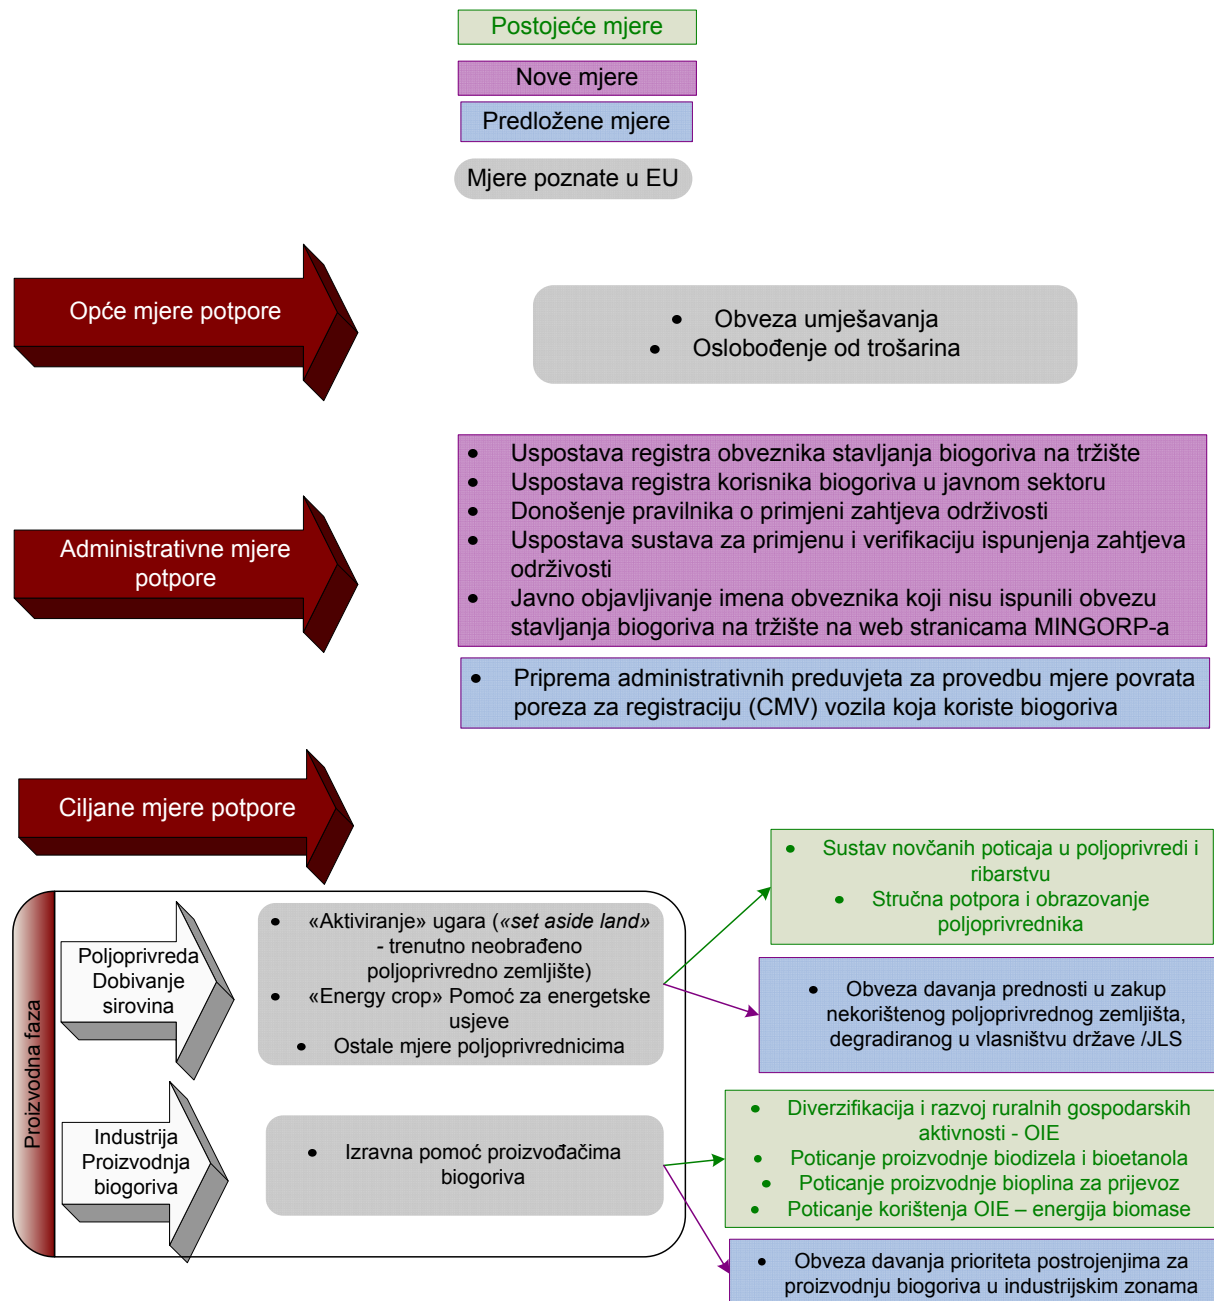 Postojeće mjere
Nove mjere
Predložene mjere
Mjere poznate u EU
Opće mjere potpore
• Obveza umješavanja
• Oslobođenje od trošarina
Administrativne mjere
potpore
• Uspostava registra obveznika stavljanja biogoriva na tržište
• Uspostava registra korisnika biogoriva u javnom sektoru
• Donošenje pravilnika o primjeni zahtjeva održivosti
• Uspostava sustava za primjenu i verifikaciju ispunjenja zahtjeva
održivosti
• Javno objavljivanje imena obveznika koji nisu ispunili obvezu
stavljanja biogoriva na tržište na web stranicama MINGORP-a
• Priprema administrativnih preduvjeta za provedbu mjere povrata
poreza za registraciju (CMV) vozila koja koriste biogoriva
Ciljane mjere potpore
Proizvodna faza
Poljoprivreda
Dobivanje
sirovina
• «Aktiviranje» ugara («set aside land»
- trenutno neobrađeno
poljoprivredno zemljište)
• «Energy crop» Pomoć za energetske
usjeve
• Ostale mjere poljoprivrednicima
• Sustav novčanih poticaja u poljoprivredi i
ribarstvu
• Stručna potpora i obrazovanje
poljoprivrednika
• Obveza davanja prednosti u zakup
nekorištenog poljoprivrednog zemljišta,
degradiranog u vlasništvu države /JLS
Industrija
Proizvodnja
biogoriva
• Izravna pomoć proizvođačima
biogoriva
• Diverzifikacija i razvoj ruralnih gospodarskih
aktivnosti - OIE
• Poticanje proizvodnje biodizela i bioetanola
• Poticanje proizvodnje bioplina za prijevoz
• Poticanje korištenja OIE – energija biomase
• Obveza davanja prioriteta postrojenjima za
proizvodnju biogoriva u industrijskim zonama